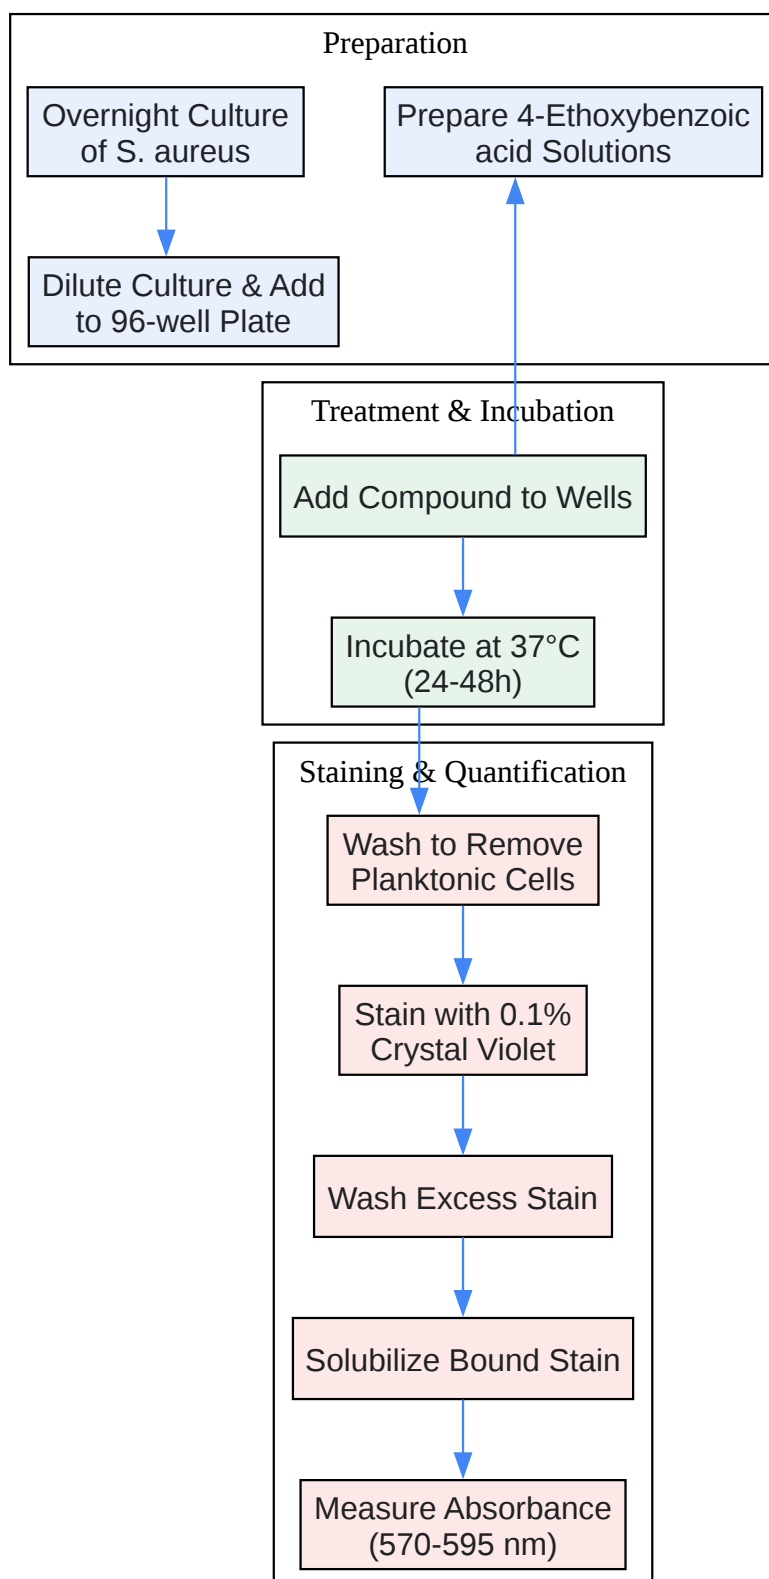 Preparation
Overnight Culture
of S. aureus
Prepare 4-Ethoxybenzoic
acid Solutions
Dilute Culture & Add
to 96-well Plate
Treatment & Incubation
Add Compound to Wells
Incubate at 37°C
(24-48h)
Staining & Quantification
Wash to Remove
Planktonic Cells
Stain with 0.1%
Crystal Violet
Wash Excess Stain
Solubilize Bound Stain
Measure Absorbance
(570-595 nm)